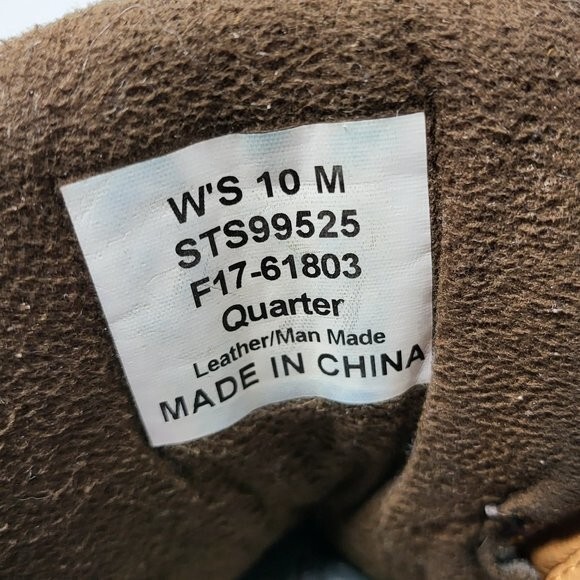 W'S 10 M
STS99525
F17-61803
Quarter
Leather/Man Made
MADE IN CHINA